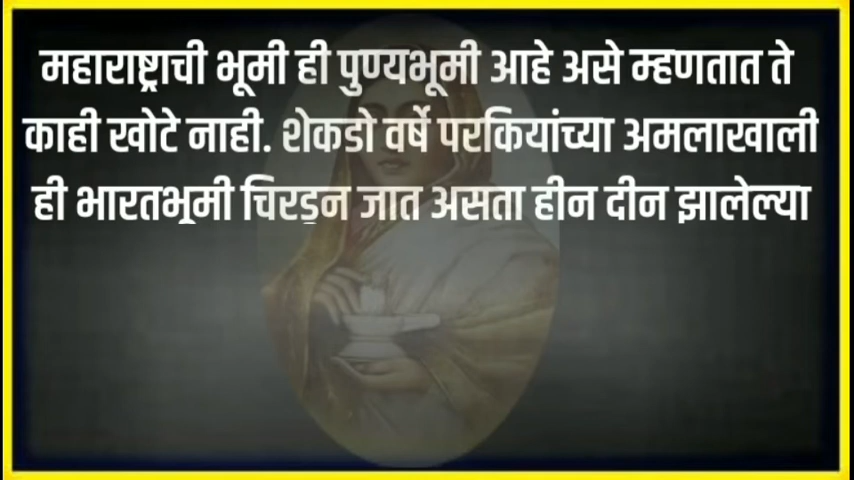 महाराष्ट्राची भूमी ही पुण्यभूमी आहे असे म्हणतात ते
काही खोटे नाही. शेकडो वर्षे परकियांच्या अमलाखाली
ही भारतभूमी चिरडून जात असता हीन दीन झालेल्या